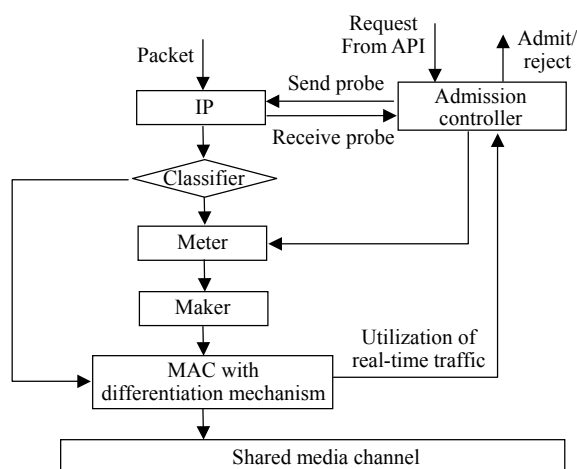 Request
From API
Admit/
reject
Packet
Send probe
IP
Admission
controller
Receive probe
Classifier
Meter
Maker
Utilization of
real-time traffic
MAC with
differentiation mechanism
Shared media channel